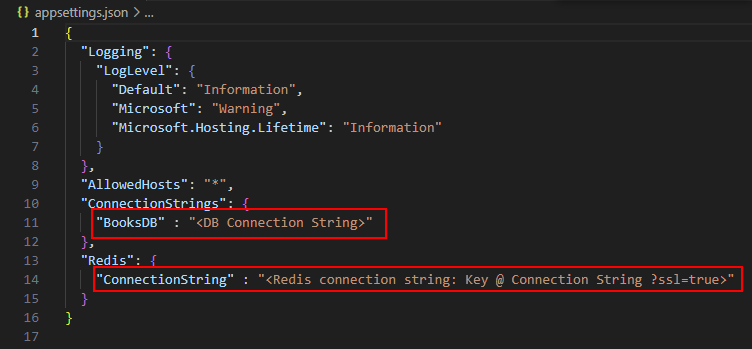 {} appsettings.json > ...
1 {
2 "Logging": {
3 "LogLevel": {
4 "Default": "Information",
5 "Microsoft": "Warning",
6 "Microsoft.Hosting.Lifetime": "Information"
7 }
8 },
9 "AllowedHosts": "*",
10 "ConnectionStrings": {
11 "BooksDB" : "<DB Connection String>"
12 },
13 "Redis": {
14 "ConnectionString" : "<Redis connection string: Key @ Connection String ?ssl=true>"
15 }
16 }
17